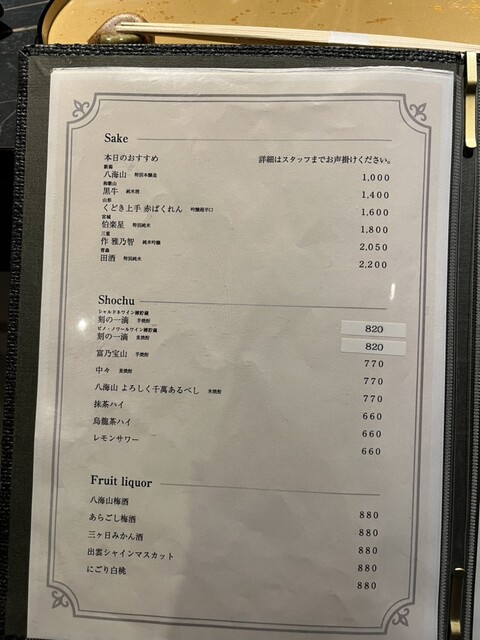 Sake
本日のおすすめ 詳細はスタッフまでお声掛けください。
新潟
八海山 特別本醸造 1,000
和歌山
黒牛 純米酒 1,400
山形
くどき上手 赤ばくれん 吟醸超辛口 1,600
宮城
伯楽星 特別純米 1,800
三重
作 雅乃智 純米吟醸 2,050
青森
田酒 特別純米 2,200
Shochu
シャルドネワイン樽貯蔵
刻の一滴 芋焼酎 820
ピノ・ノワールワイン樽貯蔵
刻の一滴 麦焼酎 820
富乃宝山 芋焼酎 770
中々 麦焼酎 770
八海山 よろしく千萬あるべし 米焼酎 770
抹茶ハイ 660
烏龍茶ハイ 660
レモンサワー 660
Fruit liquor
八海山梅酒 880
あらごし梅酒 880
三ヶ日みかん酒 880
出雲シャインマスカット 880
にごり白桃 880